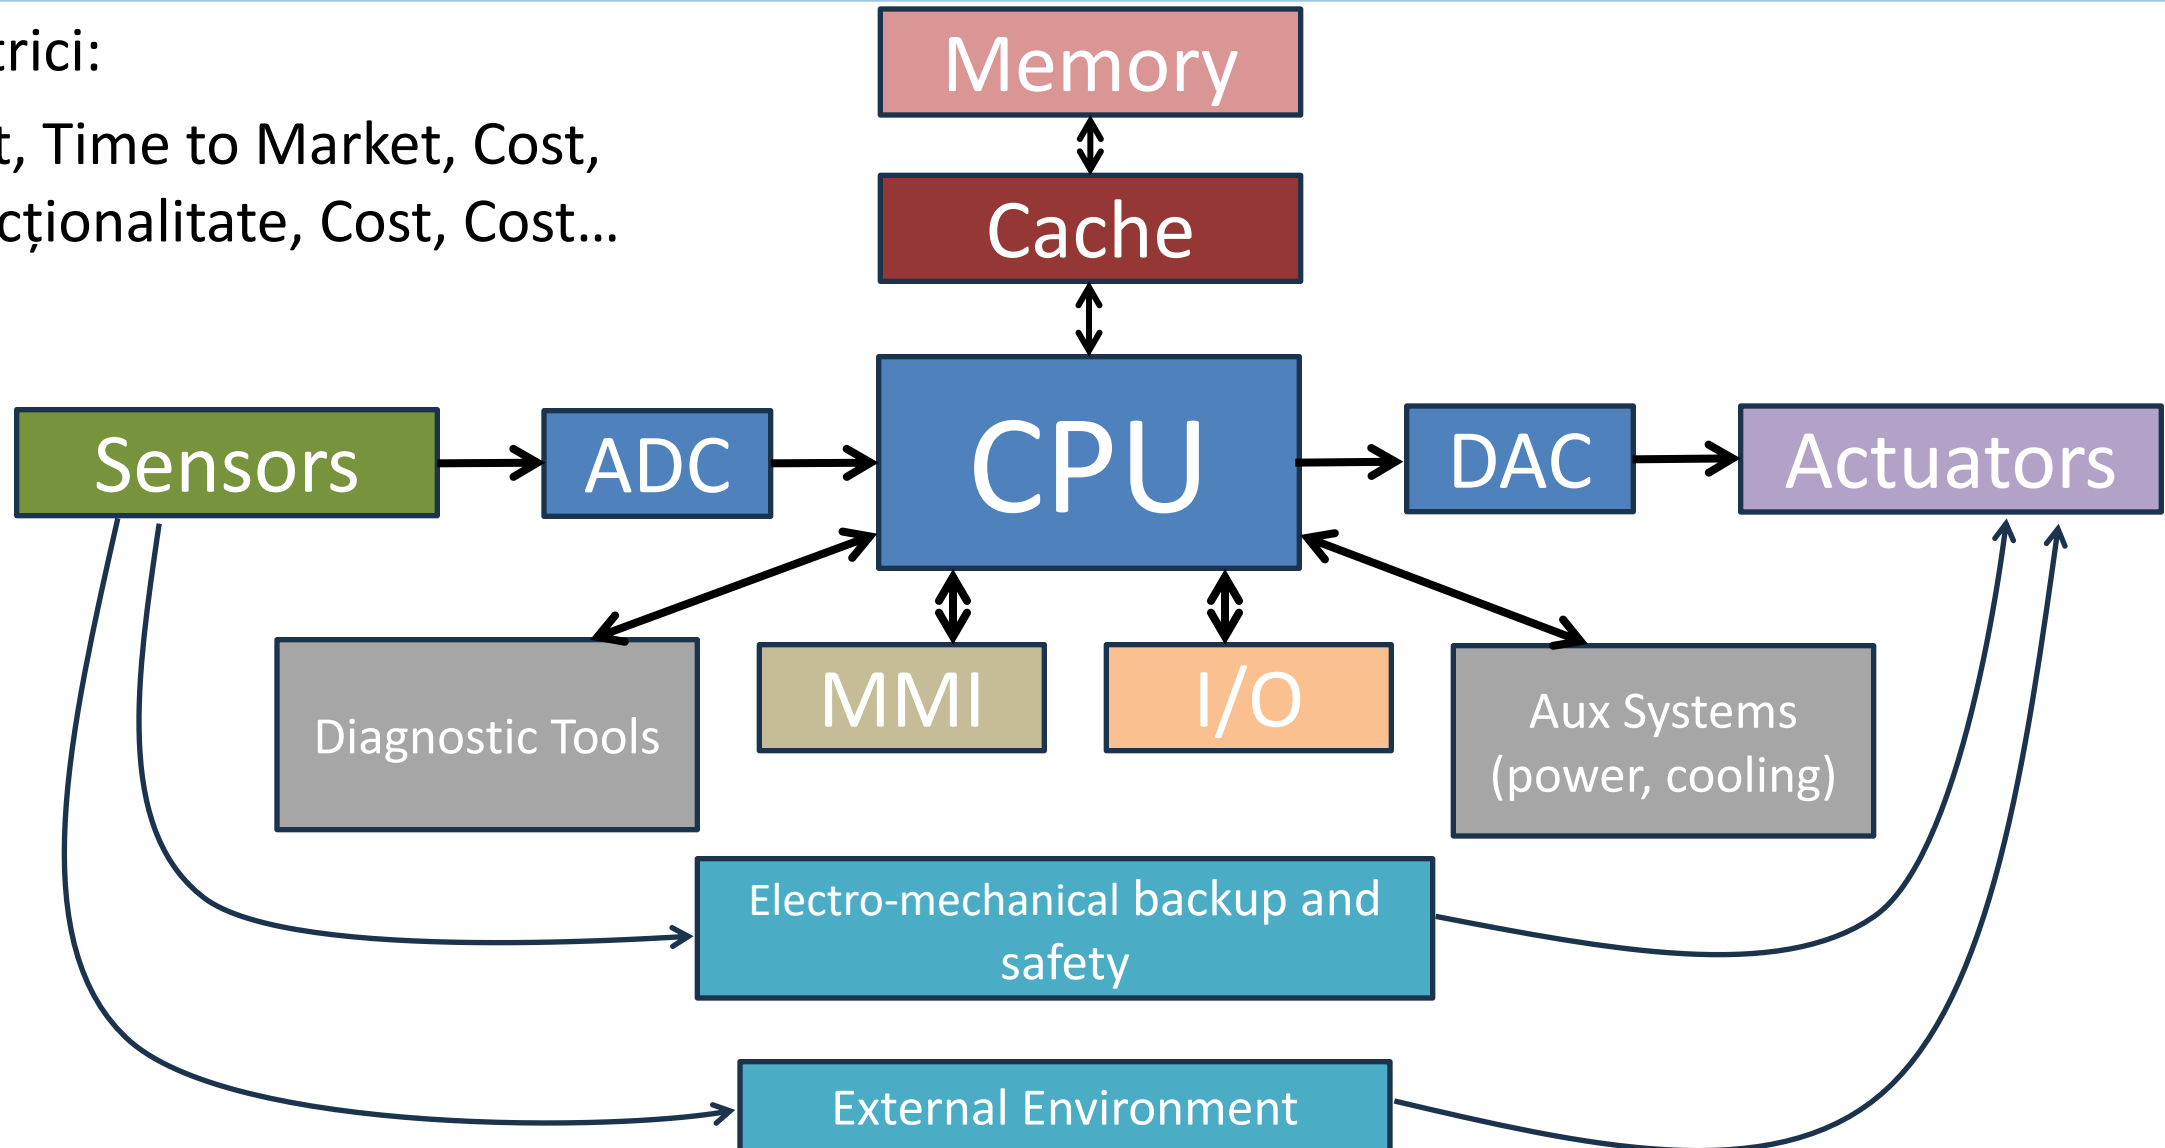 trici:
t, Time to Market, Cost,
cționalitate, Cost, Cost...
Memory
Cache
CPU
Sensors
ADC
DAC
Actuators
Diagnostic Tools
MMI
I/O
Aux Systems
(power, cooling)
Electro-mechanical backup and
safety
External Environment